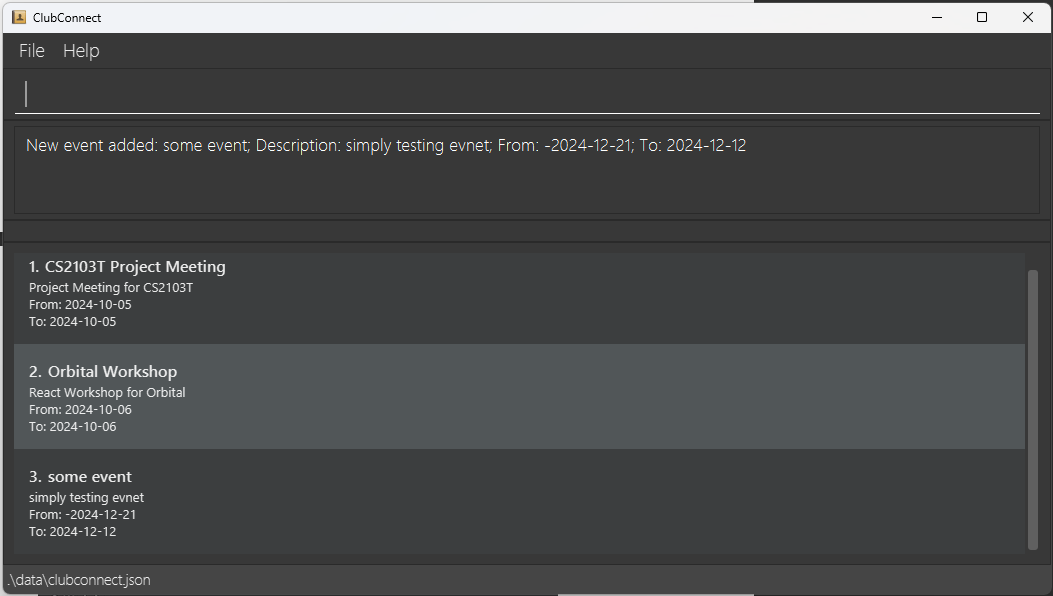 ClubConnect
File Help
New event added: some event; Description: simply testing evnet; From: -2024-12-21; To: 2024-12-12
1. CS2103T Project Meeting
Project Meeting for CS2103T
From: 2024-10-05
To: 2024-10-05
2. Orbital Workshop
React Workshop for Orbital
From: 2024-10-06
To: 2024-10-06
3. some event
simply testing evnet
From: -2024-12-21
To: 2024-12-12
.\data\clubconnect.json